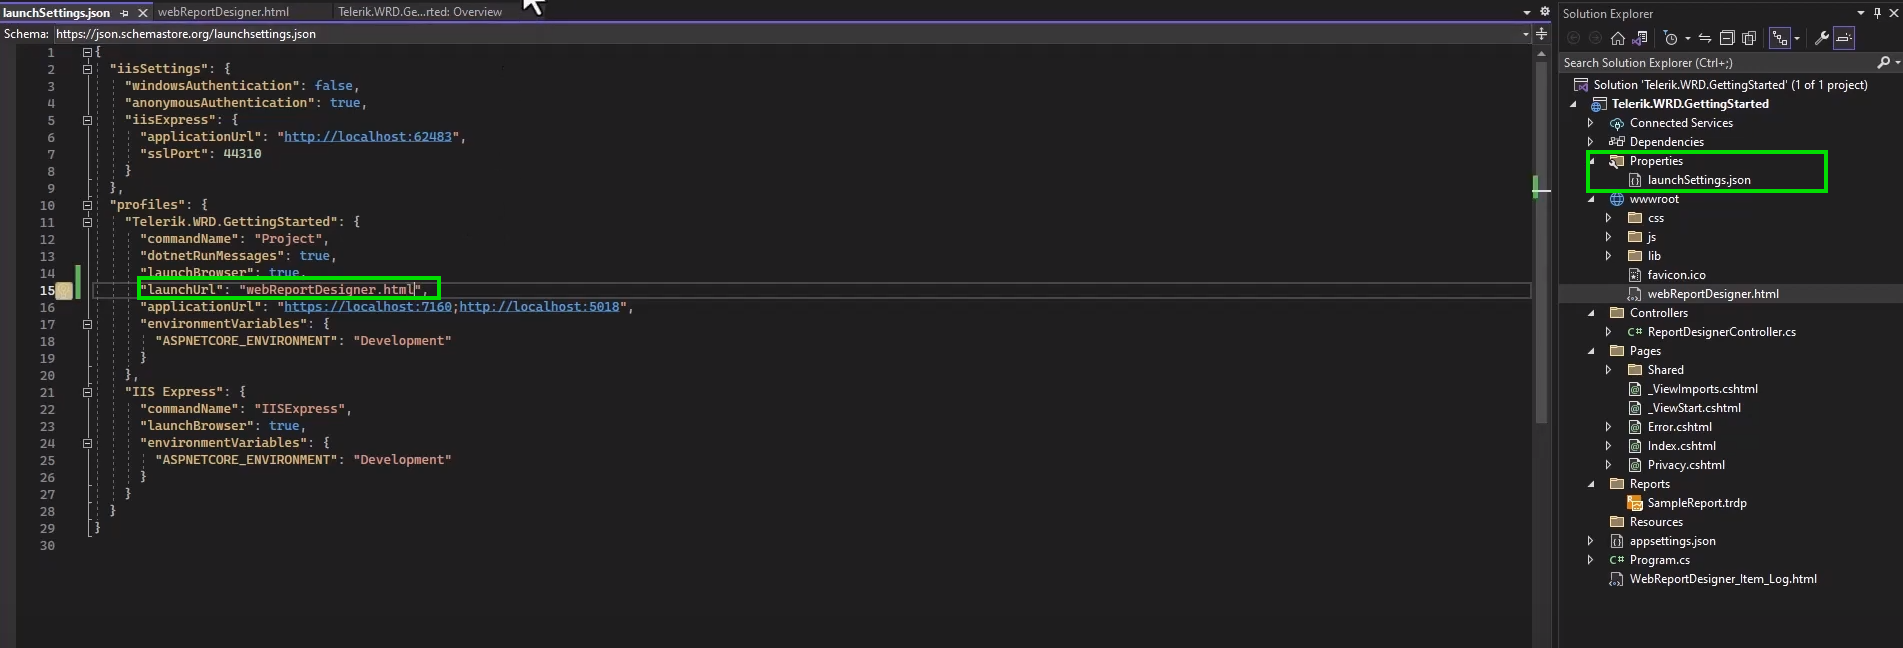 launchSettings.json
webReportDesigner.html
Telerik.WRD.Ge...rted: Overview
Schema: https://json.schemastore.org/launchsettings.json
1 {
2 "iisSettings": {
3 "windowsAuthentication": false,
4 "anonymousAuthentication": true,
5 "iisExpress": {
6 "applicationUrl": "http://localhost:62483",
7 "sslPort": 44310
8 }
9 },
10 "profiles": {
11 "Telerik.WRD.GettingStarted": {
12 "commandName": "Project",
13 "dotnetRunMessages": true,
14 "launchBrowser": true,
15 "launchUrl": "webReportDesigner.html",
16 "applicationUrl": "https://localhost:7160;http://localhost:5018",
17 "environmentVariables": {
18 "ASPNETCORE_ENVIRONMENT": "Development"
19 }
20 },
21 "IIS Express": {
22 "commandName": "IISExpress",
23 "launchBrowser": true,
24 "environmentVariables": {
25 "ASPNETCORE_ENVIRONMENT": "Development"
26 }
27 }
28 }
29 }
30
Solution Explorer
Search Solution Explorer (Ctrl+;)
Solution 'Telerik.WRD.GettingStarted' (1 of 1 project)
Telerik.WRD.GettingStarted
Connected Services
Dependencies
Properties
launchSettings.json
wwwroot
css
js
lib
favicon.ico
webReportDesigner.html
Controllers
C# ReportDesignerController.cs
Pages
Shared
_ViewImports.cshtml
_ViewStart.cshtml
Error.cshtml
Index.cshtml
Privacy.cshtml
Reports
SampleReport.trdp
Resources
appsettings.json
C# Program.cs
WebReportDesigner_Item_Log.html